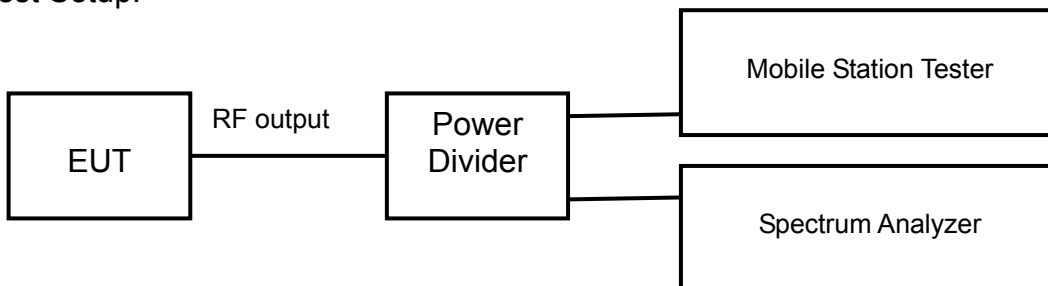 RF output
EUT
Power
Divider
Mobile Station Tester
Spectrum Analyzer